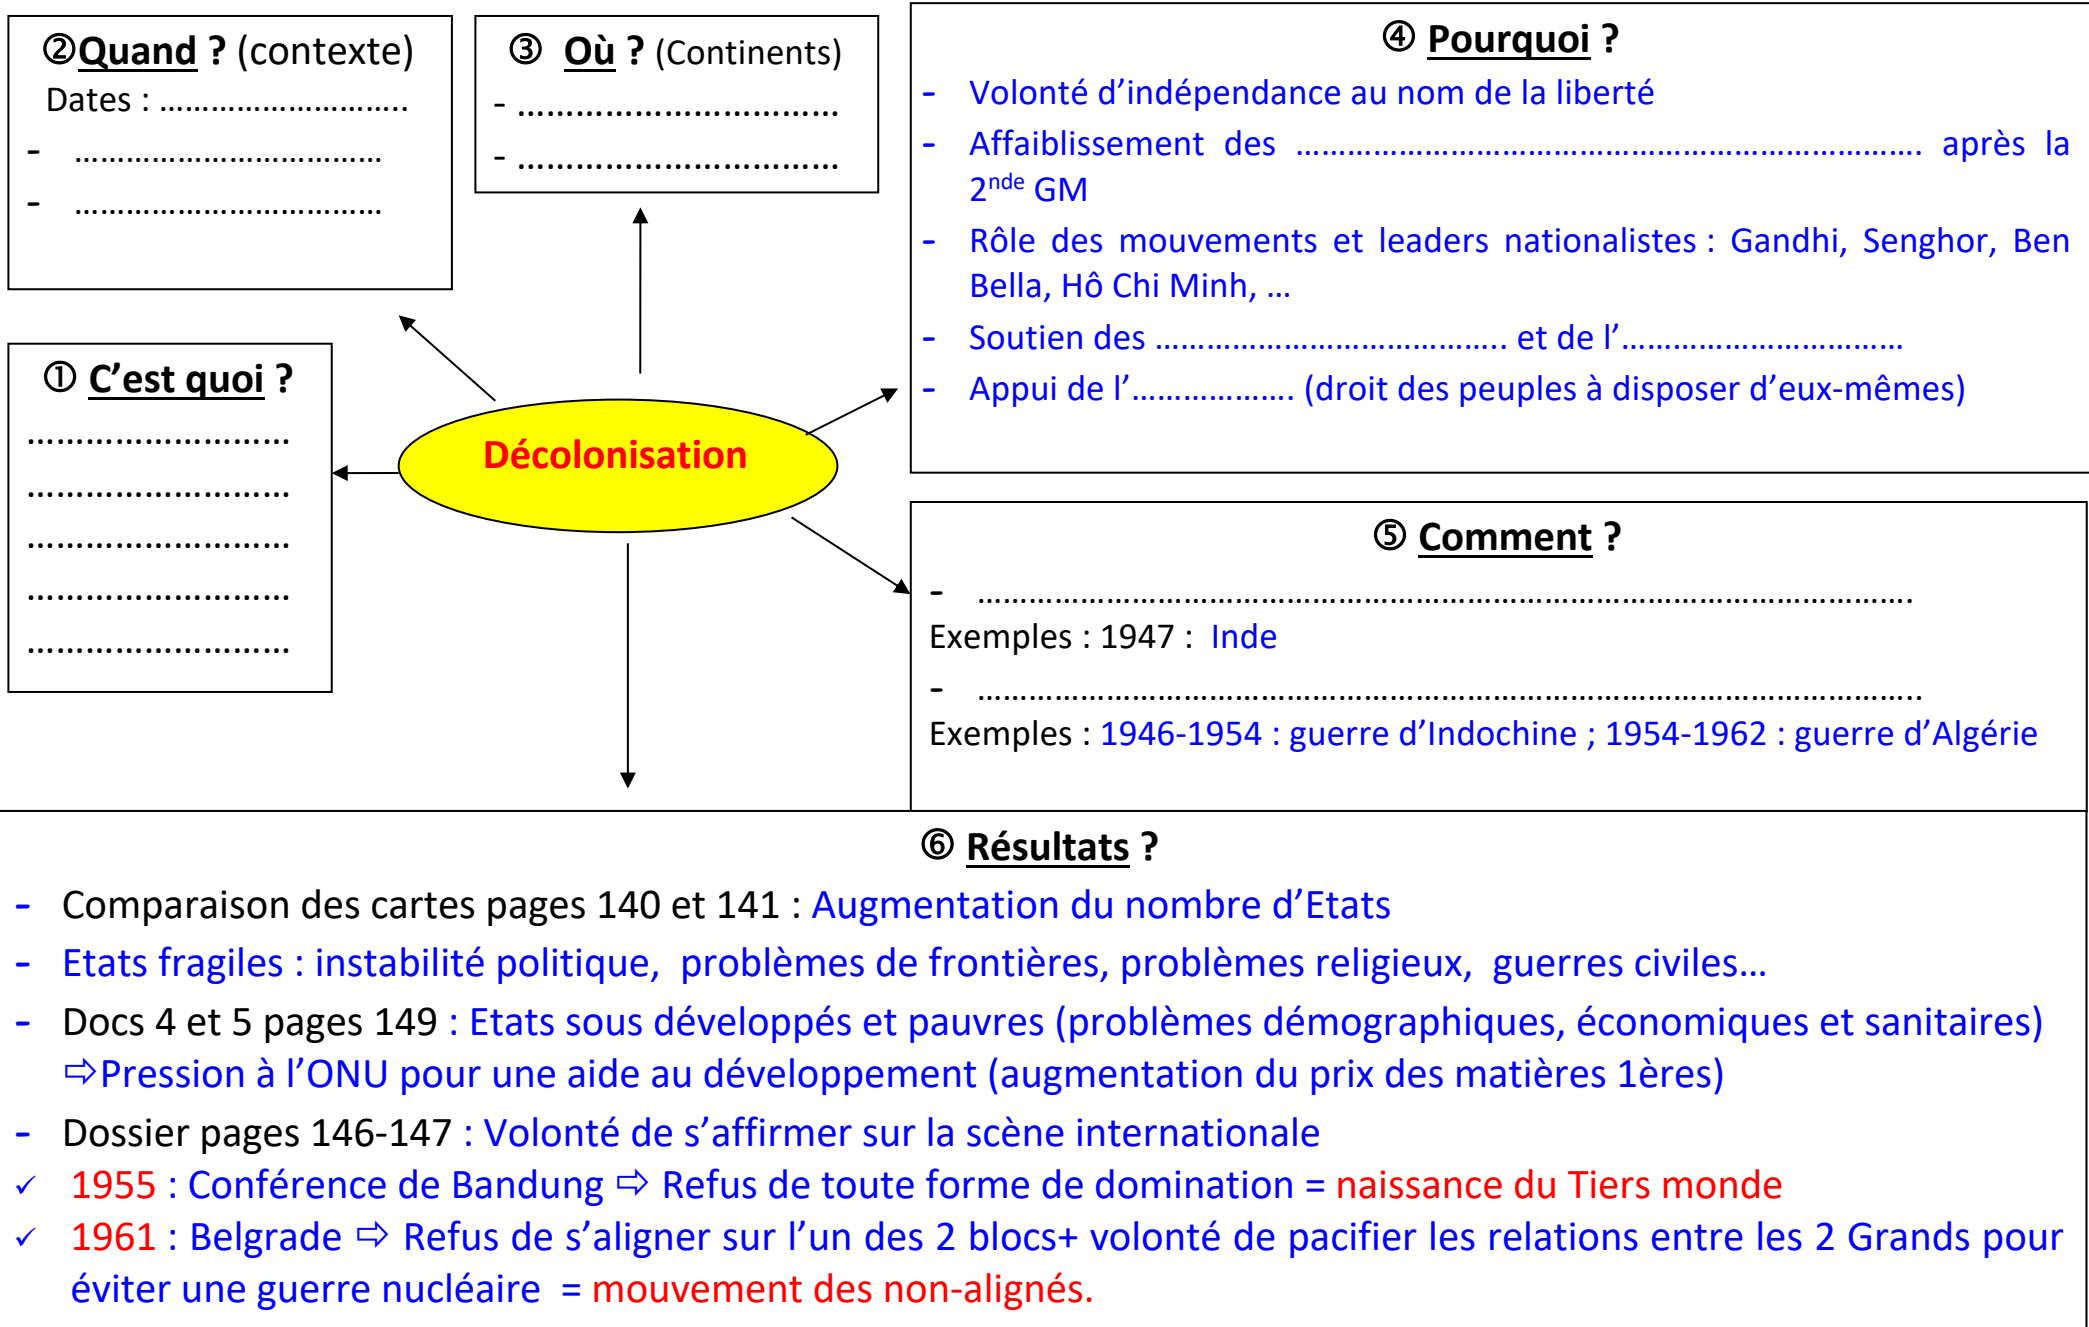 ②Quand ? (contexte)
Dates : ………………………..
- ………………………………
- ………………………………
③ Où ? (Continents)
- ……………………………
- ……………………………
④ Pourquoi ?
- Volonté d’indépendance au nom de la liberté
- Affaiblissement des ………………………………………………………………. après la
2nde GM
- Rôle des mouvements et leaders nationalistes : Gandhi, Senghor, Ben
Bella, Hô Chi Minh, …
- Soutien des ………………………………….. et de l’……………………………
- Appui de l’………………. (droit des peuples à disposer d’eux-mêmes)
① C’est quoi ?
………………………
………………………
………………………
………………………
………………………
Décolonisation
⑤ Comment ?
- ……………………………………………………………………………………………….
Exemples : 1947 : Inde
- ………………………………………………………………………………………………..
Exemples : 1946-1954 : guerre d’Indochine ; 1954-1962 : guerre d’Algérie
⑥ Résultats ?
- Comparaison des cartes pages 140 et 141 : Augmentation du nombre d’Etats
- Etats fragiles : instabilité politique, problèmes de frontières, problèmes religieux, guerres civiles…
- Docs 4 et 5 pages 149 : Etats sous développés et pauvres (problèmes démographiques, économiques et sanitaires)
⇨Pression à l’ONU pour une aide au développement (augmentation du prix des matières 1ères)
- Dossier pages 146-147 : Volonté de s’affirmer sur la scène internationale
✓ 1955 : Conférence de Bandung ⇨ Refus de toute forme de domination = naissance du Tiers monde
✓ 1961 : Belgrade ⇨ Refus de s’aligner sur l’un des 2 blocs+ volonté de pacifier les relations entre les 2 Grands pour
éviter une guerre nucléaire = mouvement des non-alignés.